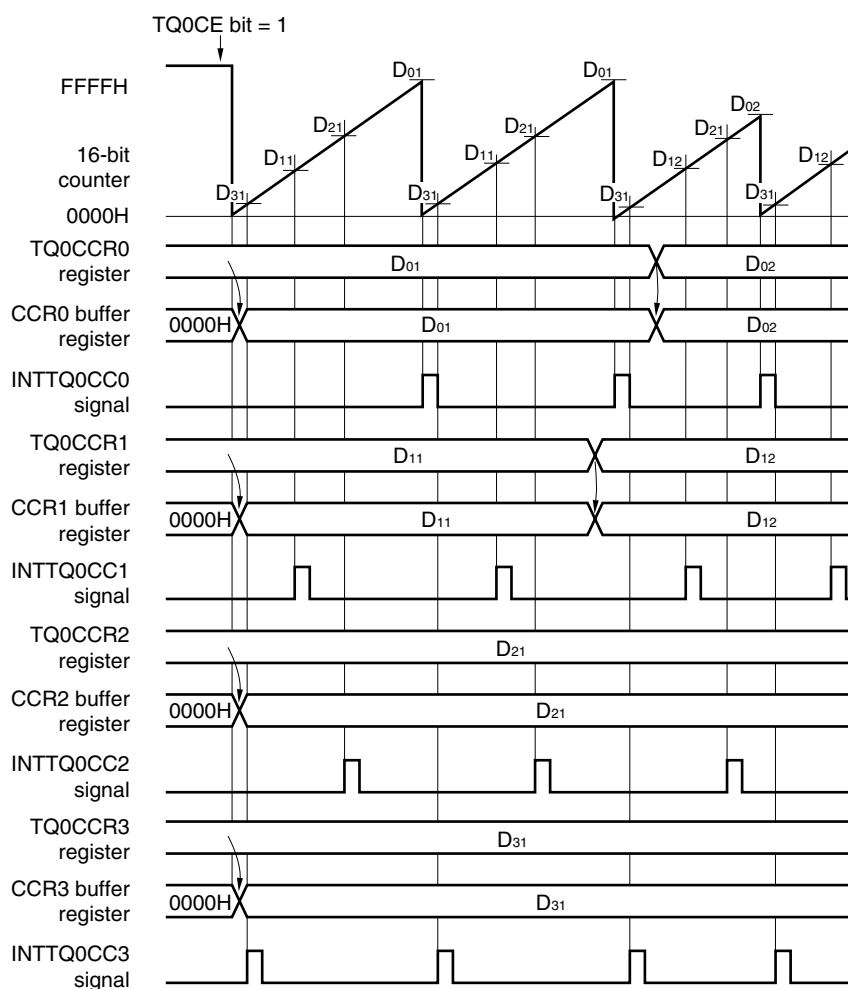 TQ0CE bit = 1
FFFFH
16-bit
counter
0000H
D31
D11
D21
D01
D31
D11
D21
D01
D31
D12
D21
D02
D31
D12
TQ0CCR0
register
D01
D02
CCR0 buffer
register
0000H
D01
D02
INTTQ0CC0
signal
TQ0CCR1
register
D11
D12
CCR1 buffer
register
0000H
D11
D12
INTTQ0CC1
signal
TQ0CCR2
register
D21
CCR2 buffer
register
0000H
D21
INTTQ0CC2
signal
TQ0CCR3
register
D31
CCR3 buffer
register
0000H
D31
INTTQ0CC3
signal